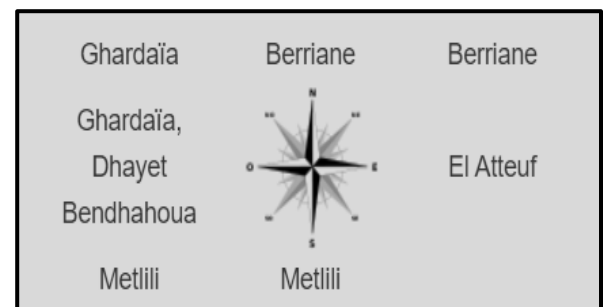 Ghardaïa Berriane Berriane
N
Ghardaïa,
Dhayet
Bendhahoua
O E
El Atteuf
S
Metlili Metlili